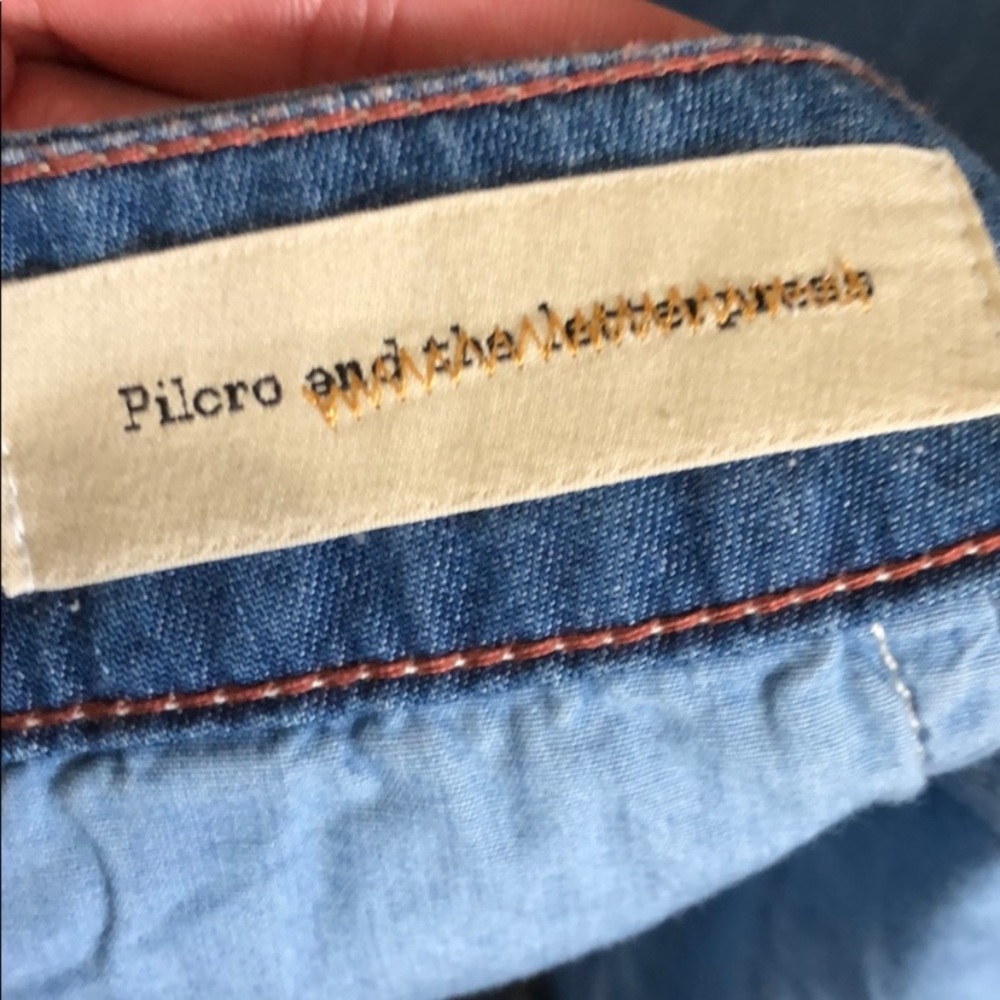 Pilcro and the letterpress